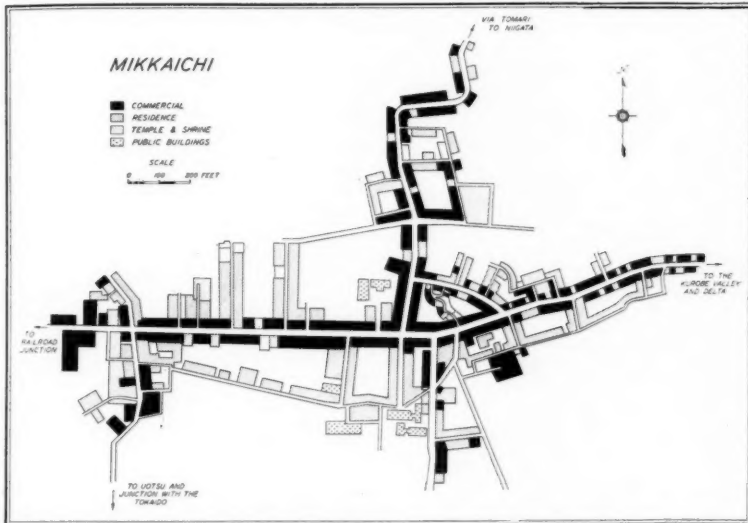 VIA TOMARI
TO NIIGATA
MIKKAICHI
N
COMMERCIAL
RESIDENCE
TEMPLE & SHRINE
PUBLIC BUILDINGS
SCALE
0 100 200 FEET
TO THE
KUROBE VALLEY
AND DELTA
TO
RAILROAD
JUNCTION
TO UOTSU AND
JUNCTION WITH THE
TOKAIDO